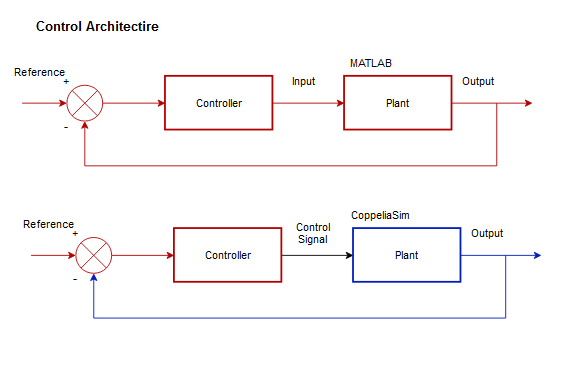 Control Architectire
MATLAB
Reference
+
Input
Output
Controller
Plant
-
CoppeliaSim
Reference
+
Control
Signal
Output
Controller
Plant
-